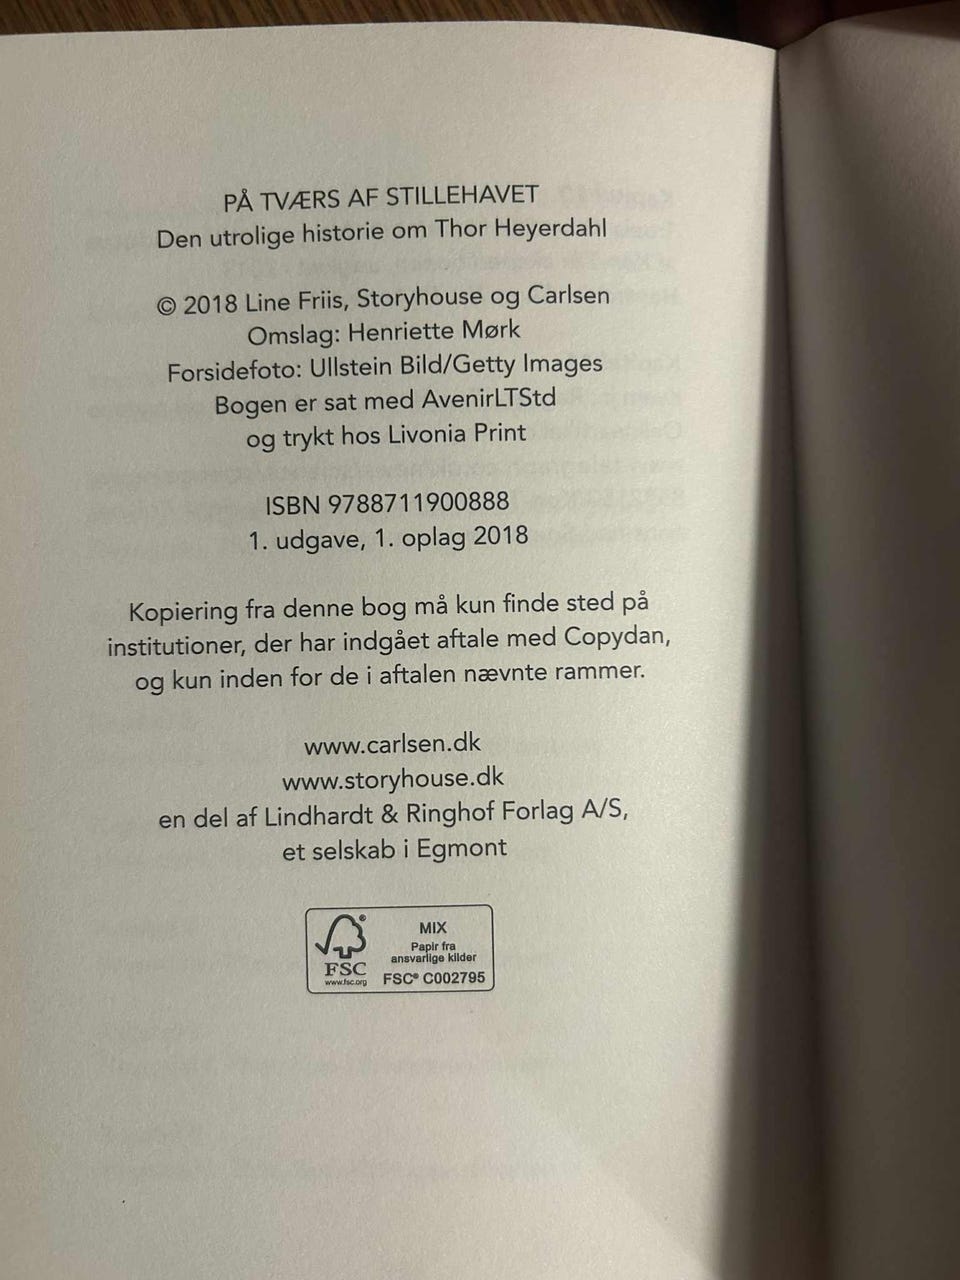 PÅ TVÆRS AF STILLEHAVET
Den utrolige historie om Thor Heyerdahl
© 2018 Line Friis, Storyhouse og Carlsen
Omslag: Henriette Mørk
Forsidefoto: Ullstein Bild/Getty Images
Bogen er sat med AvenirLTStd
og trykt hos Livonia Print
ISBN 9788711900888
1. udgave, 1. oplag 2018
Kopiering fra denne bog må kun finde sted på
institutioner, der har indgået aftale med Copydan,
og kun inden for de i aftalen nævnte rammer.
www.carlsen.dk
www.storyhouse.dk
en del af Lindhardt & Ringhof Forlag A/S,
et selskab i Egmont
FSC®
www.fsc.org
MIX
Papir fra
ansvarlige kilder
FSC® C002795